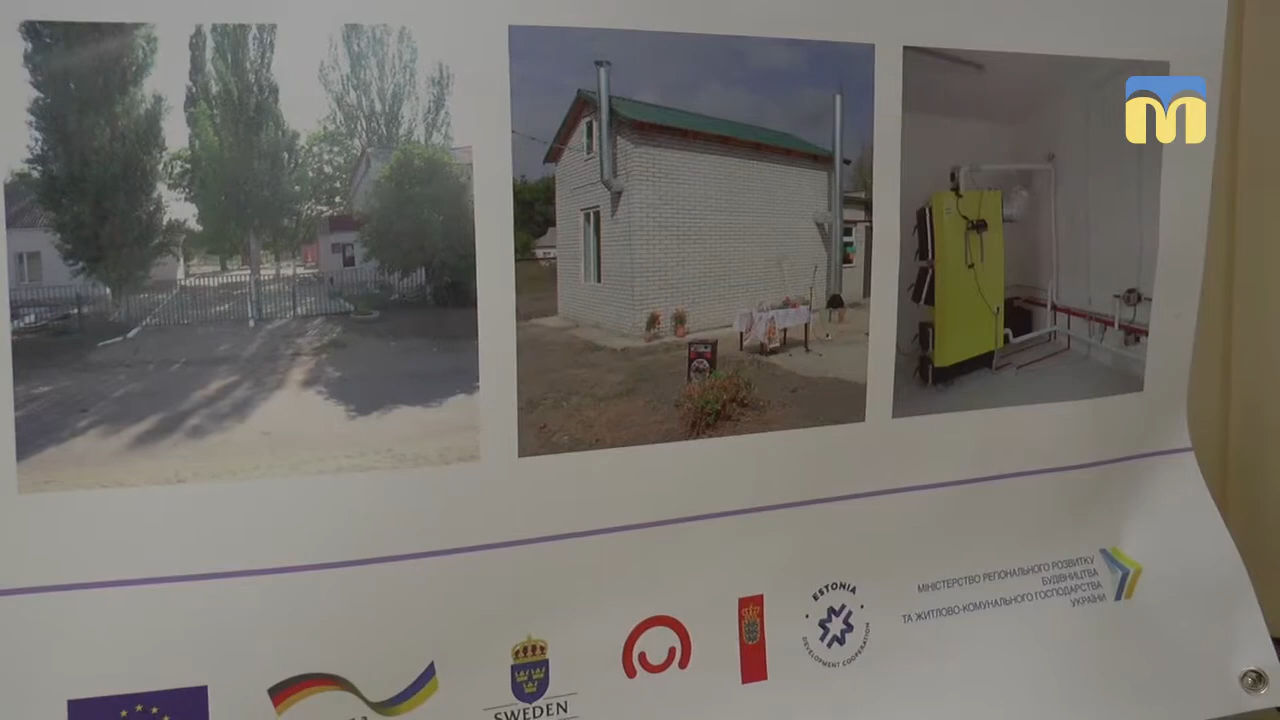 m
SWEDEN
ESTONIA
DEVELOPMENT COOPERATION
МІНІСТЕРСТВО РЕГІОНАЛЬНОГО РОЗВИТКУ
БУДІВНИЦТВА
ТА ЖИТЛОВО-КОМУНАЛЬНОГО ГОСПОДАРСТВА
УКРАЇНИ